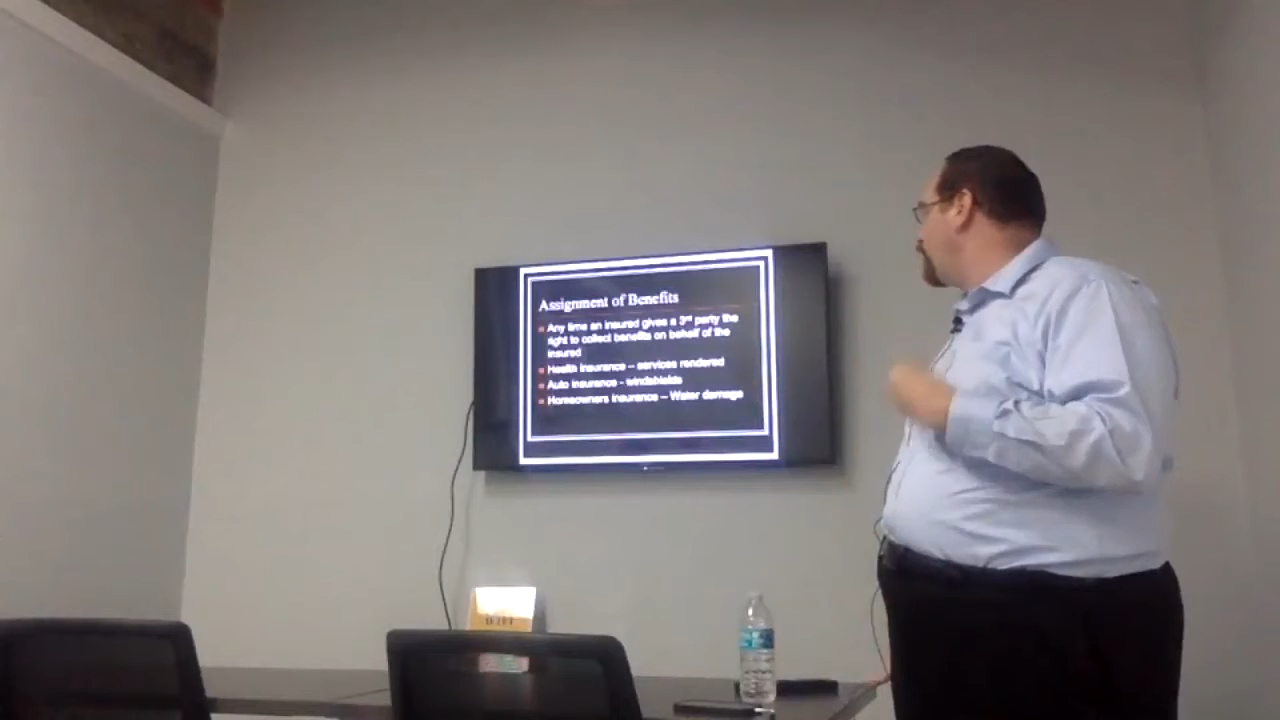 Assignment of Benefits
Any time an insured gives a 3rd party the
right to collect benefits on behalf of the
insured
Health insurance – services rendered
Auto insurance - windshields
Homeowners insurance – Water damage